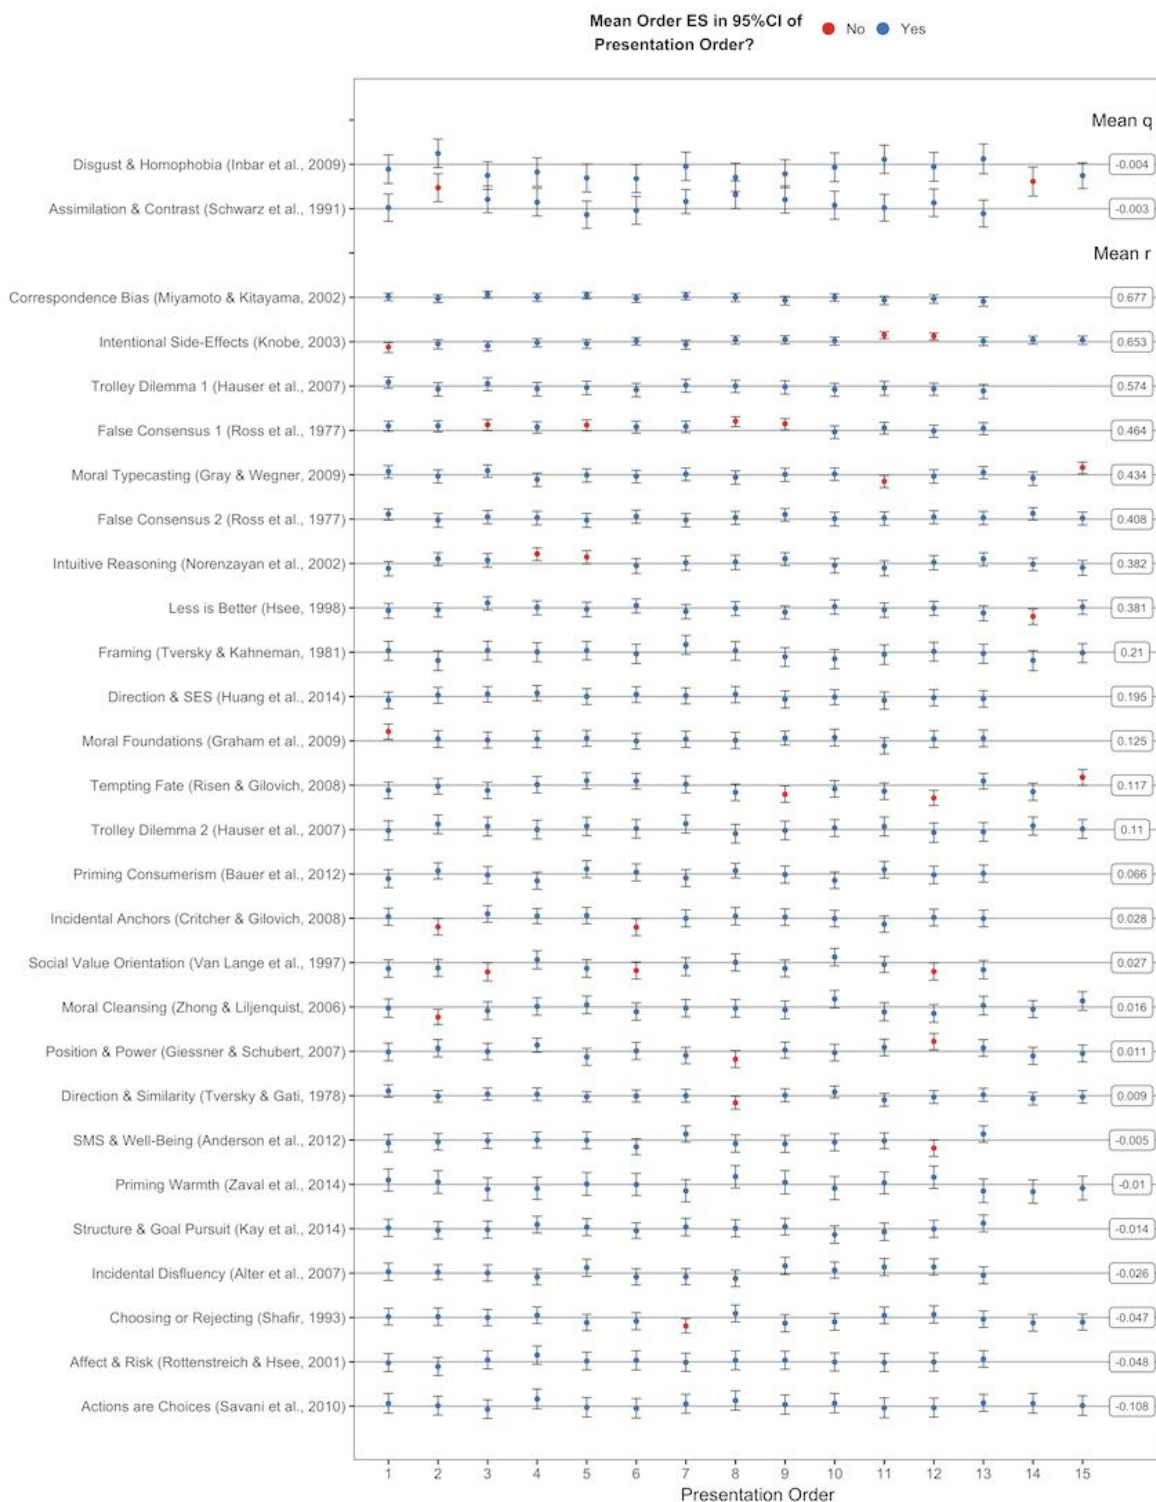 Mean Order ES in 95%CI of
Presentation Order?
No Yes
Mean q
Disgust & Homophobia (Inbar et al., 2009) -0.004
Assimilation & Contrast (Schwarz et al., 1991) -0.003
Mean r
Correspondence Bias (Miyamoto & Kitayama, 2002) 0.677
Intentional Side-Effects (Knobe, 2003) 0.653
Trolley Dilemma 1 (Hauser et al., 2007) 0.574
False Consensus 1 (Ross et al., 1977) 0.464
Moral Typecasting (Gray & Wegner, 2009) 0.434
False Consensus 2 (Ross et al., 1977) 0.408
Intuitive Reasoning (Norenzayan et al., 2002) 0.382
Less is Better (Hsee, 1998) 0.381
Framing (Tversky & Kahneman, 1981) 0.21
Direction & SES (Huang et al., 2014) 0.195
Moral Foundations (Graham et al., 2009) 0.125
Tempting Fate (Risen & Gilovich, 2008) 0.117
Trolley Dilemma 2 (Hauser et al., 2007) 0.11
Priming Consumerism (Bauer et al., 2012) 0.066
Incidental Anchors (Critcher & Gilovich, 2008) 0.028
Social Value Orientation (Van Lange et al., 1997) 0.027
Moral Cleansing (Zhong & Liljenquist, 2006) 0.016
Position & Power (Giessner & Schubert, 2007) 0.011
Direction & Similarity (Tversky & Gati, 1978) 0.009
SMS & Well-Being (Anderson et al., 2012) -0.005
Priming Warmth (Zaval et al., 2014) -0.01
Structure & Goal Pursuit (Kay et al., 2014) -0.014
Incidental Disfluency (Alter et al., 2007) -0.026
Choosing or Rejecting (Shafir, 1993) -0.047
Affect & Risk (Rottenstreich & Hsee, 2001) -0.048
Actions are Choices (Savani et al., 2010) -0.108
1 2 3 4 5 6 7 8 9 10 11 12 13 14 15
Presentation Order